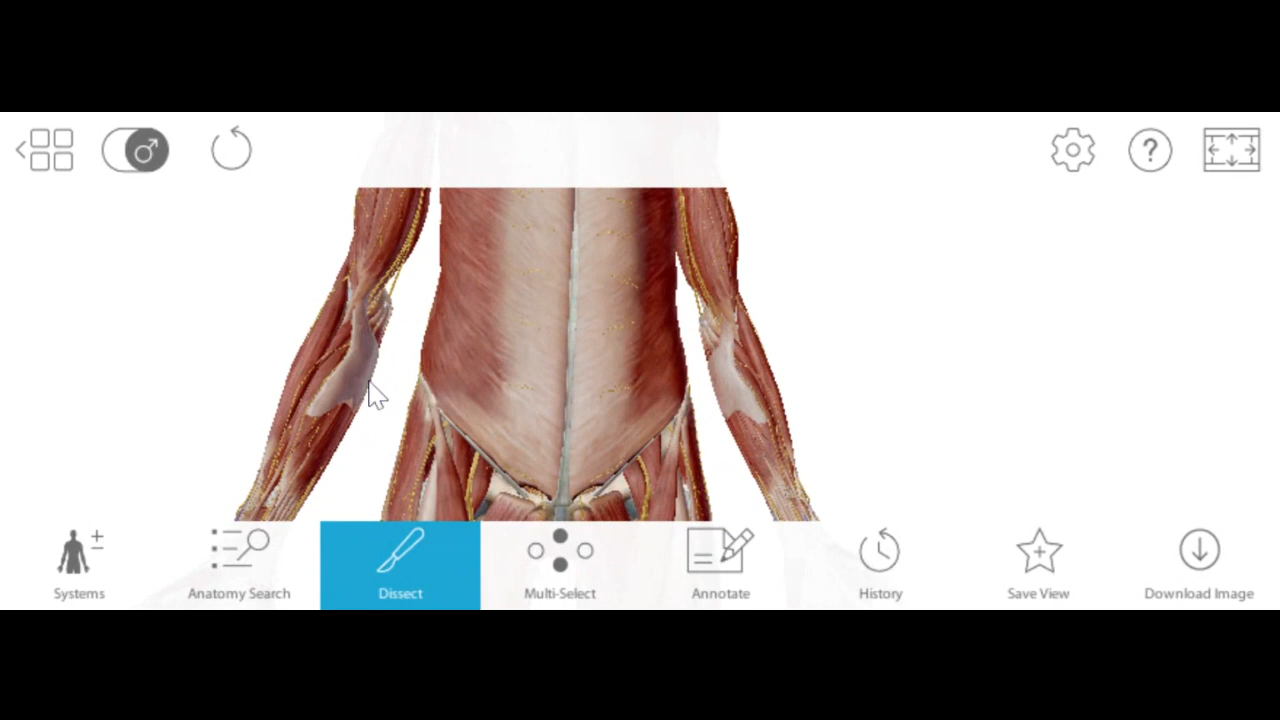 ?
Systems
Anatomy Search
Dissect
Multi-Select
Annotate
History
Save View
Download Image